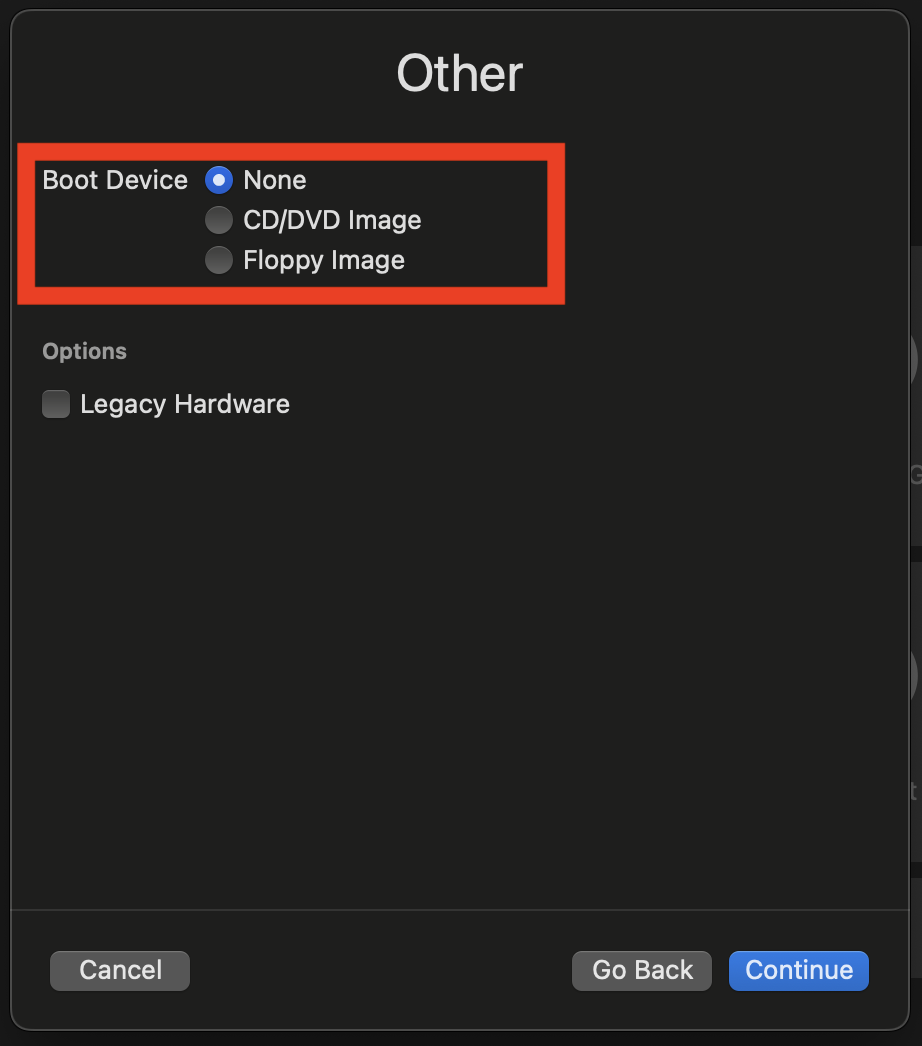 Other
Boot Device None
CD/DVD Image
Floppy Image
Options
Legacy Hardware
Cancel Go Back Continue